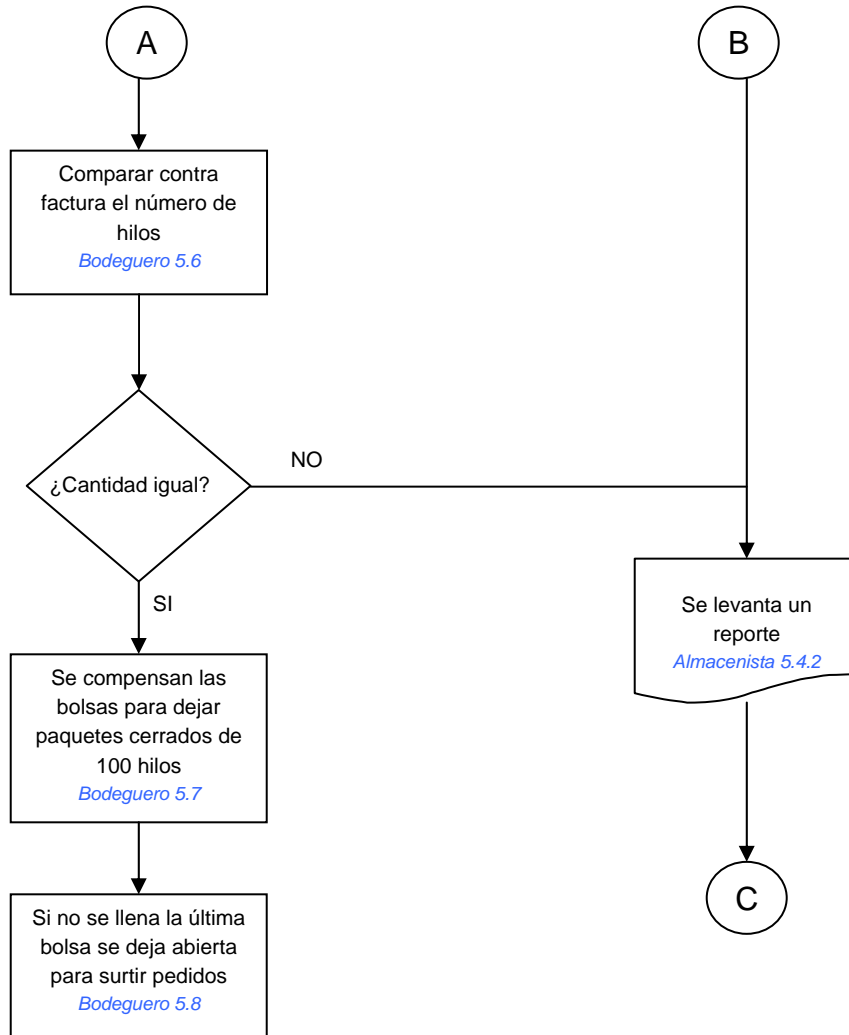 A
B
Comparar contra
factura el número de
hilos
Bodeguero 5.6
¿Cantidad igual?
NO
SI
Se levanta un
reporte
Almacenista 5.4.2
Se compensan las
bolsas para dejar
paquetes cerrados de
100 hilos
Bodeguero 5.7
C
Si no se llena la última
bolsa se deja abierta
para surtir pedidos
Bodeguero 5.8